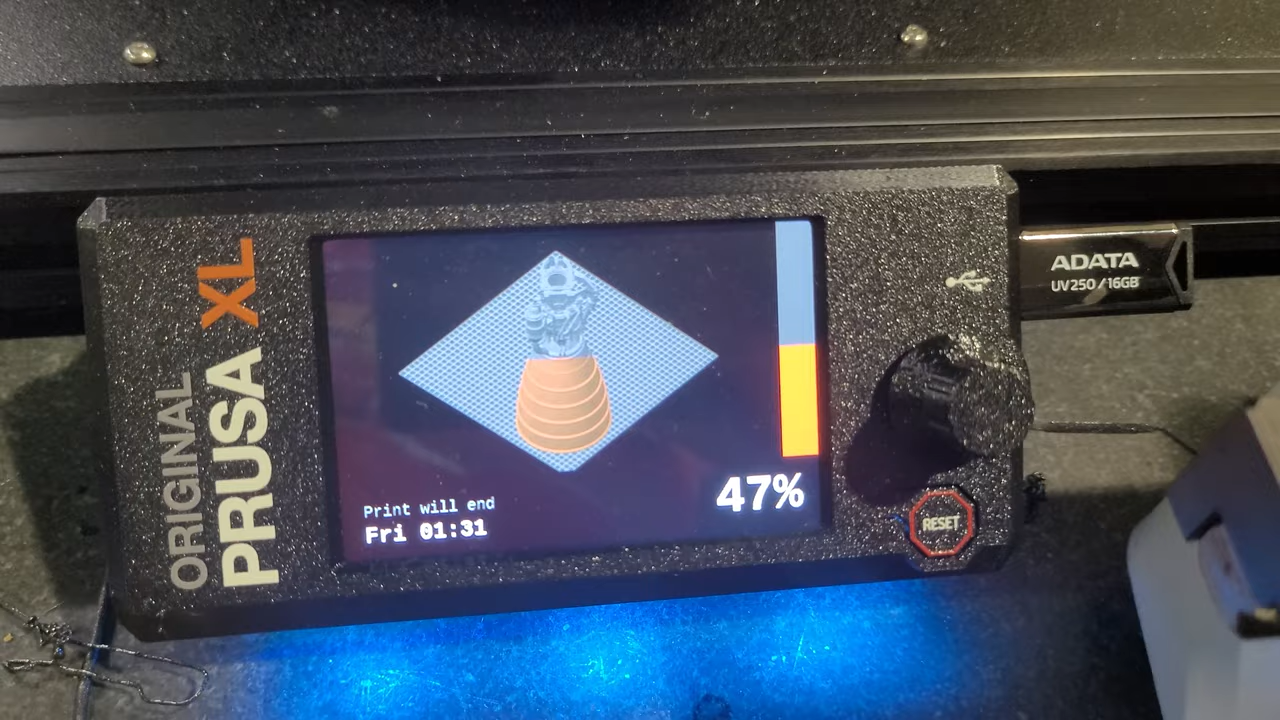 ORIGINAL
PRUSA XL
Print will end
Fri 01:31
47%
ADATA
UV250/16GB
RESET